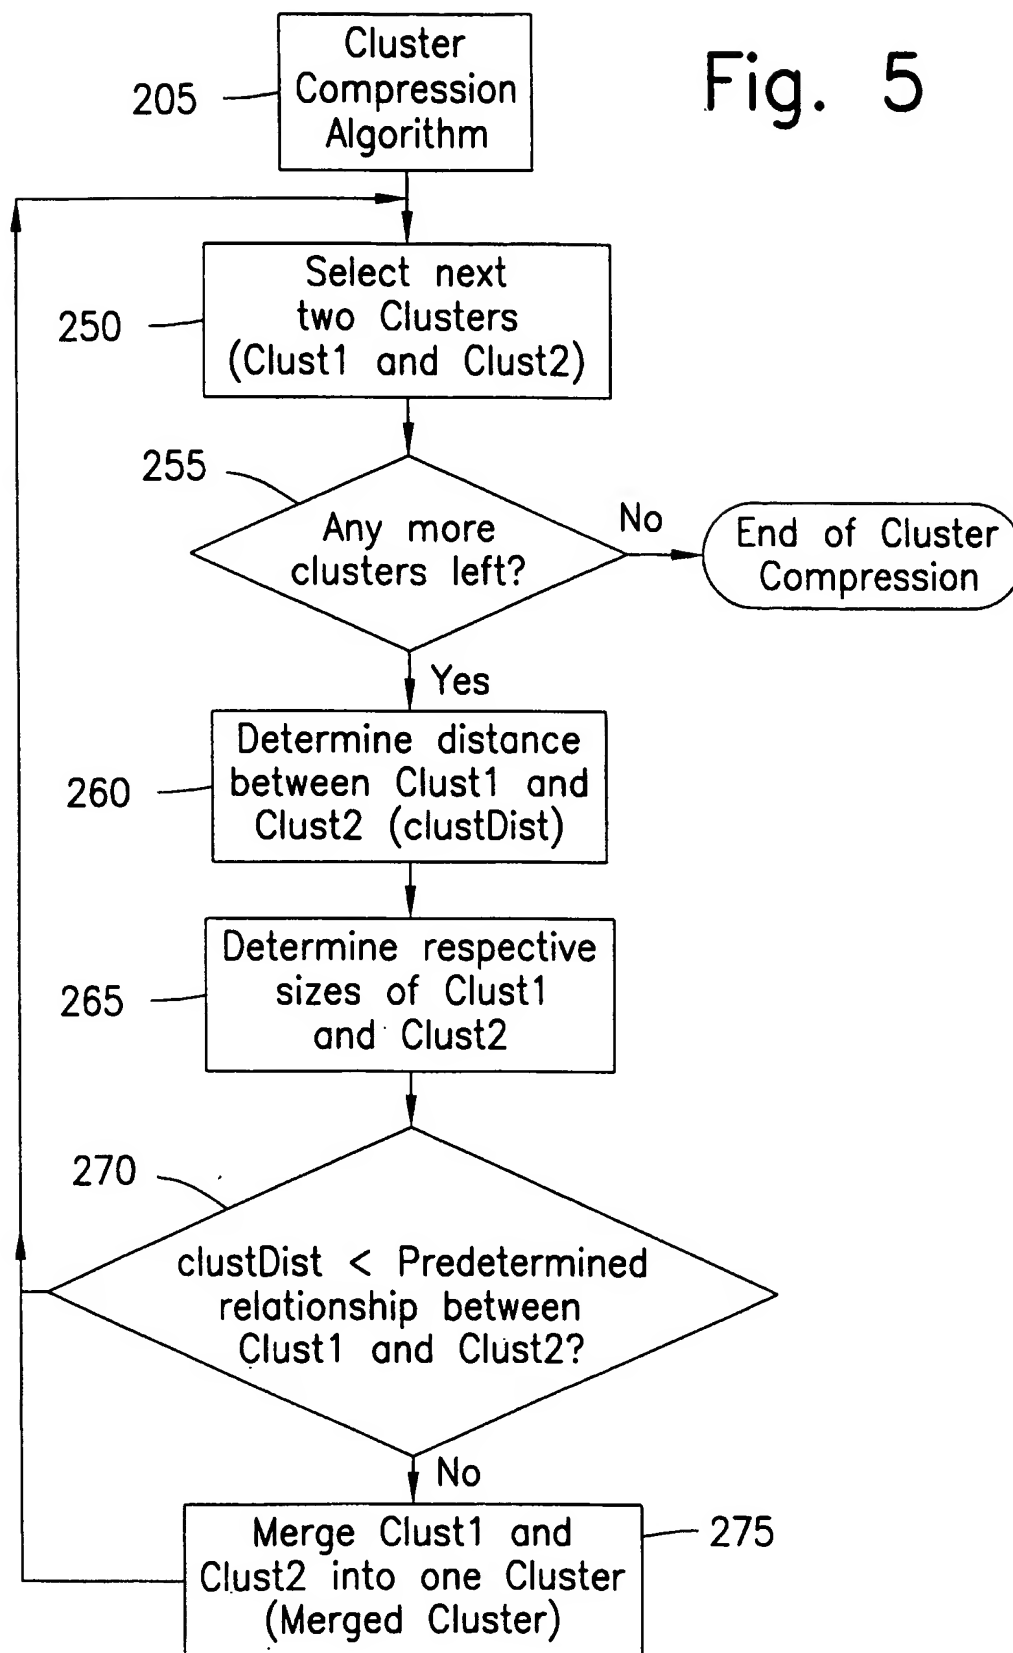 Fig. 5
Cluster
Compression
Algorithm
205
Select next
two Clusters
(Clust1 and Clust2)
250
255
Any more
clusters left?
No
End of Cluster
Compression
Yes
Determine distance
between Clust1 and
Clust2 (clustDist)
260
Determine respective
sizes of Clust1
and Clust2
265
270
clustDist < Predetermined
relationship between
Clust1 and Clust2?
No
Merge Clust1 and
Clust2 into one Cluster
(Merged Cluster)
275